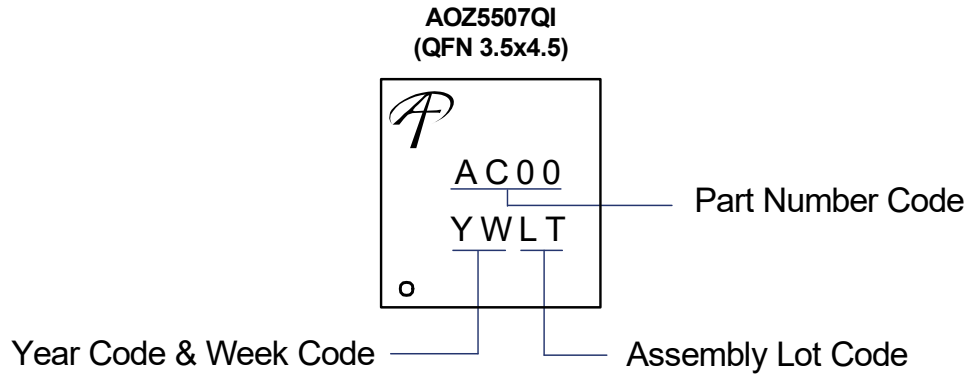 AOZ5507QI
(QFN 3.5x4.5)
AC00
Part Number Code
YWLT
Year Code & Week Code
Assembly Lot Code